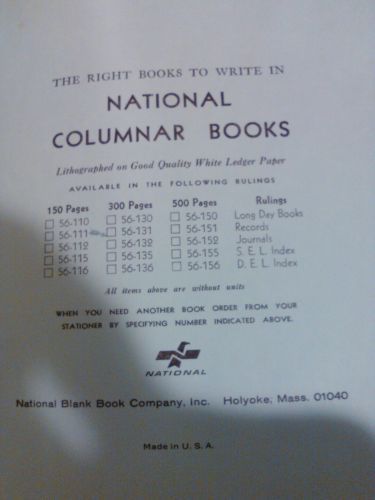 THE RIGHT BOOKS TO WRITE IN
NATIONAL
COLUMNAR BOOKS
Lithographed on Good Quality White Ledger Paper
AVAILABLE IN THE FOLLOWING RULINGS
150 Pages 300 Pages 500 Pages Rulings
56-110 56-130 56-150 Long Day Books
56-111 56-131 56-151 Records
56-112 56-132 56-152 Journals
56-115 56-135 56-155 S. E. L. Index
56-116 56-136 56-156 D. E. L. Index
All items above are without units
WHEN YOU NEED ANOTHER BOOK ORDER FROM YOUR
STATIONER BY SPECIFYING NUMBER INDICATED ABOVE.
NATIONAL
National Blank Book Company, Inc. Holyoke, Mass. 01040
Made in U. S. A.